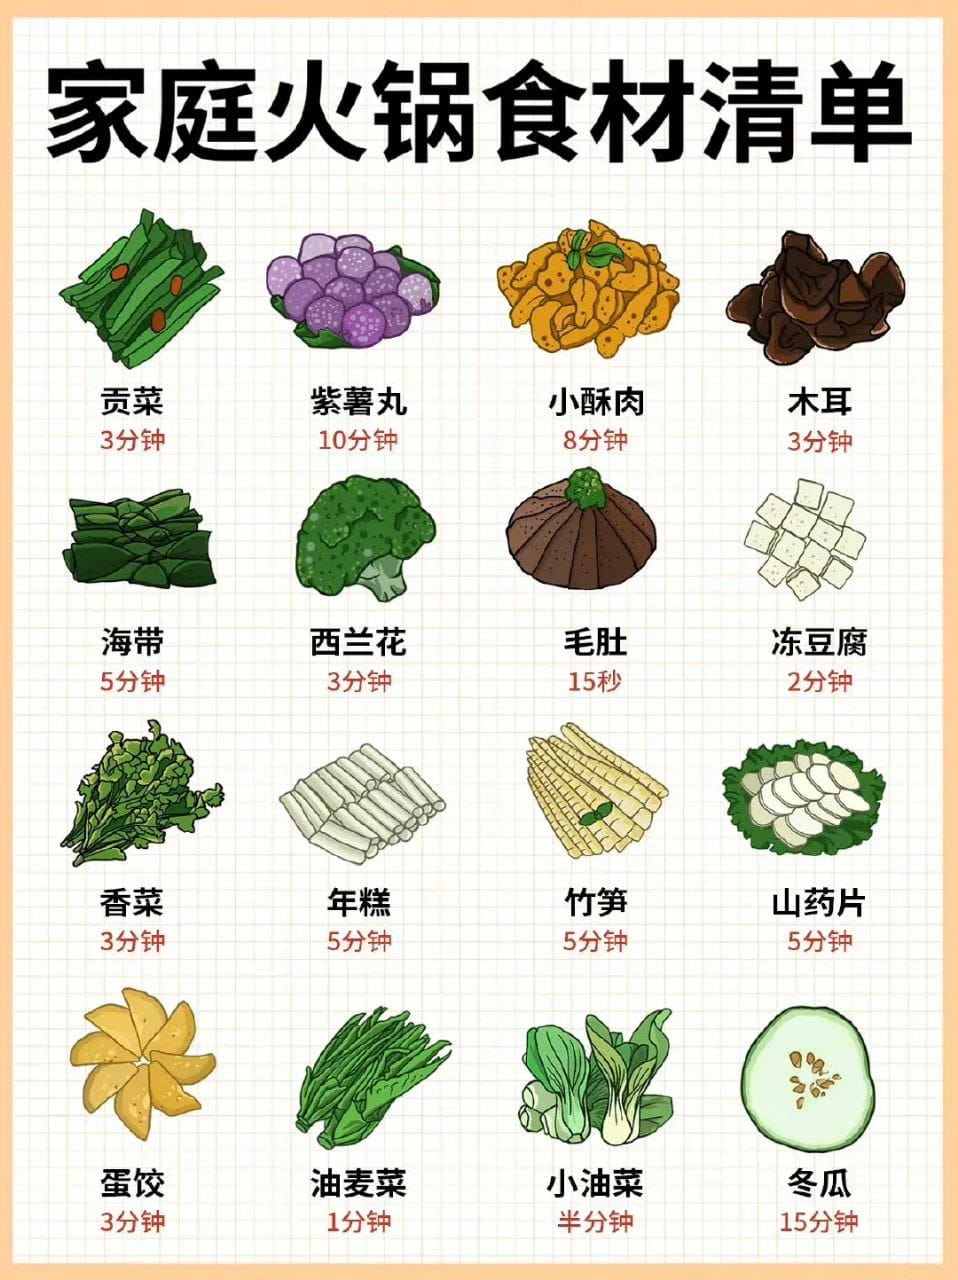 家庭火锅食材清单
贡菜 紫薯丸 小酥肉 木耳
3分钟 10分钟 8分钟 3分钟
海带 西兰花 毛肚 冻豆腐
5分钟 3分钟 15秒 2分钟
香菜 年糕 竹笋 山药片
3分钟 5分钟 5分钟 5分钟
蛋饺 油麦菜 小油菜 冬瓜
3分钟 1分钟 半分钟 15分钟